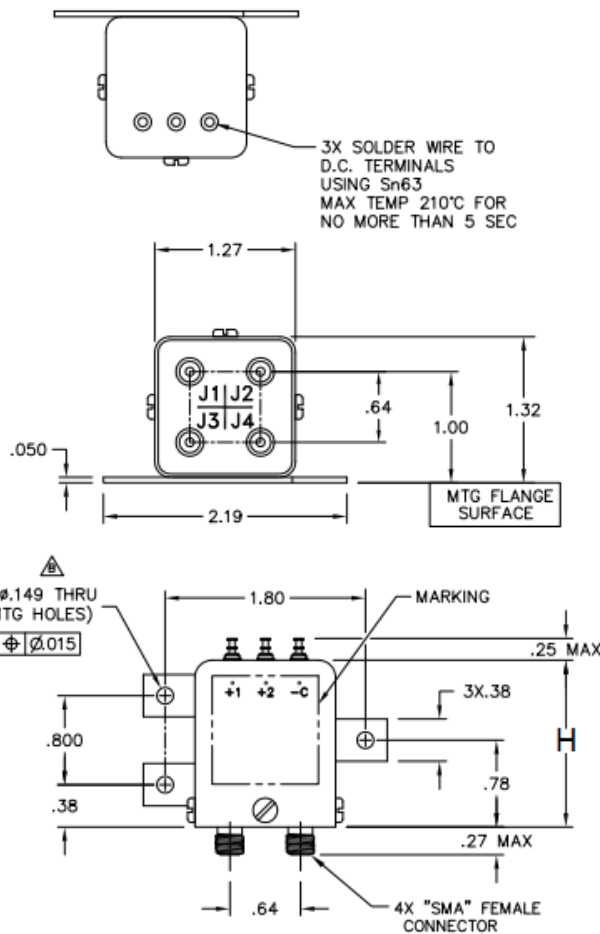 3X SOLDER WIRE TO
D.C. TERMINALS
USING Sn63
MAX TEMP 210°C FOR
NO MORE THAN 5 SEC
1.27
J1 J2
J3 J4
.64
1.00
1.32
.050
2.19
MTG FLANGE
SURFACE
B
ø.149 THRU
TG HOLES)
⌖ Ø.015
1.80
MARKING
.25 MAX
+1 +2 -C
3X.38
H
.800
.78
.38
.27 MAX
.64
4X "SMA" FEMALE
CONNECTOR